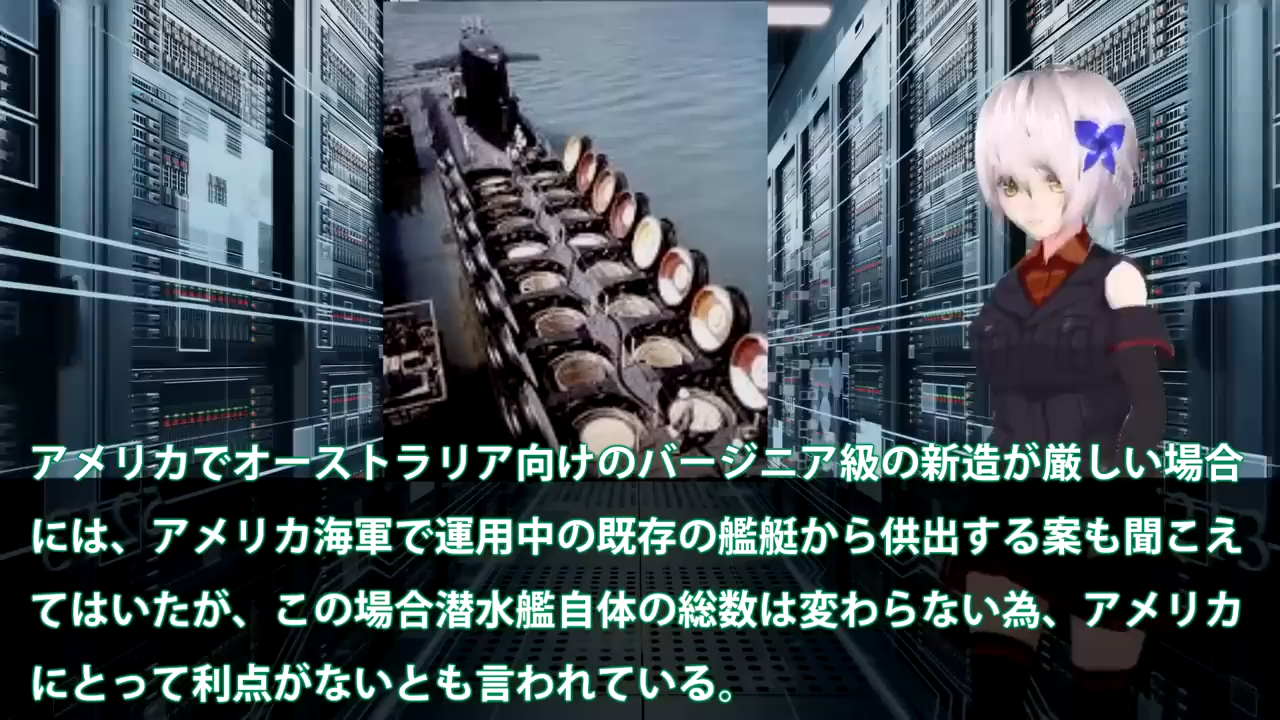 アメリカでオーストラリア向けのバージニア級の新造が厳しい場合
には、アメリカ海軍で運用中の既存の艦艇から供出する案も聞こえ
てはいたが、この場合潜水艦自体の総数は変わらない為、アメリカ
にとって利点がないとも言われている。